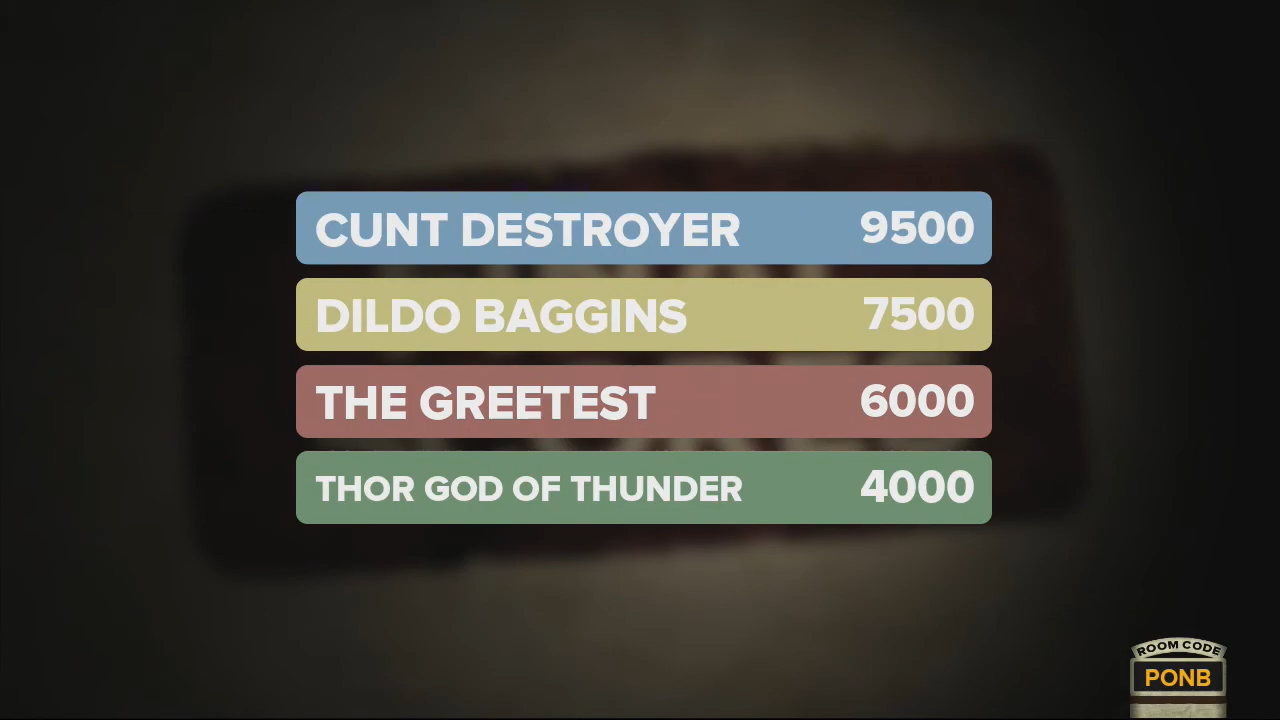 CUNT DESTROYER 9500
DILDO BAGGINS 7500
THE GREETEST 6000
THOR GOD OF THUNDER 4000
ROOM CODE
PONB